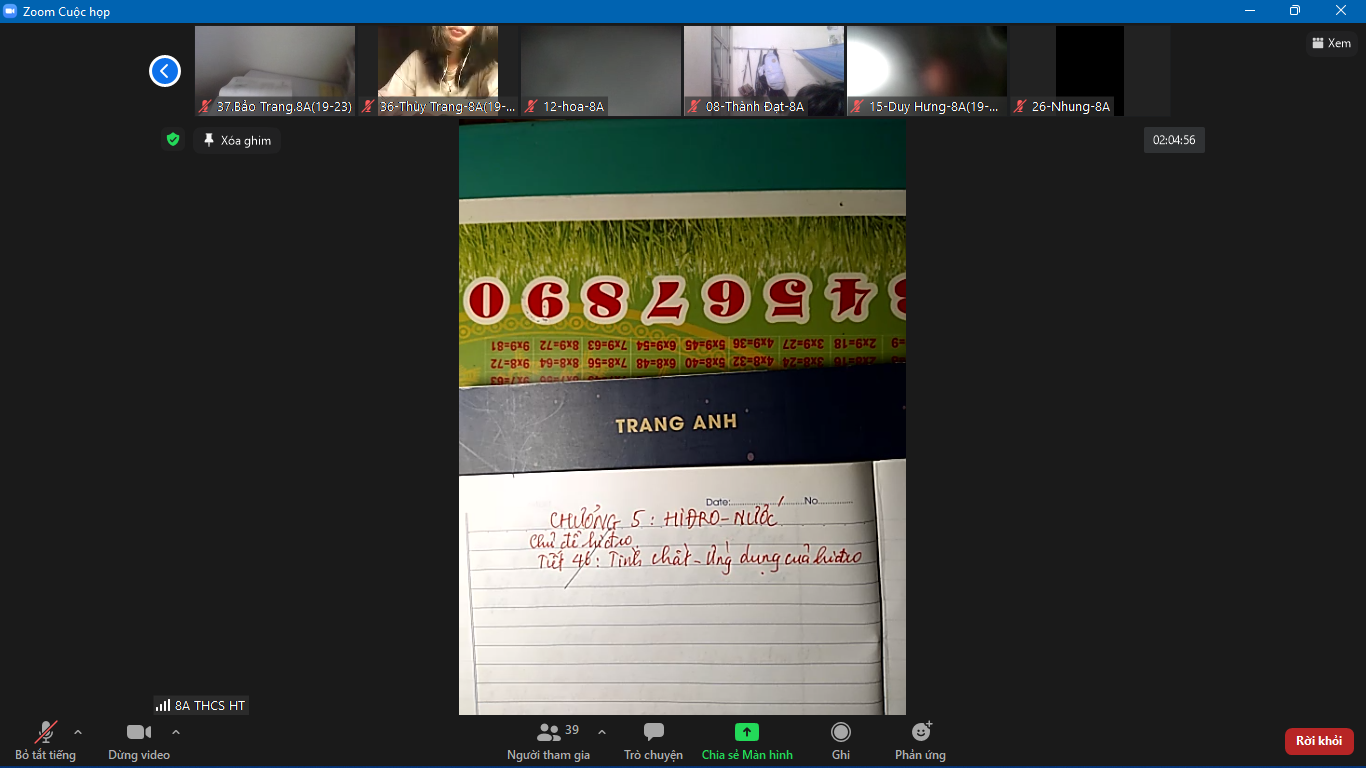 Zoom Cuộc họp
Xem
37.Bảo Trang.8A(19-23)
36-Thùy Trang-8A(19-...
12-hoa-8A
08-Thành Đạt-8A
15-Duy Hưng-8A(19-...
26-Nhung-8A
Xóa ghim
02:04:56
4 5 6 7 8 9 0
2x9=18 3x9=27 4x9=36 5x9=45 6x9=54 7x9=63 8x9=72 9x9=81
2x8=16 3x8=24 4x8=32 5x8=40 6x8=48 7x8=56 8x8=64 9x8=72
9x7=63
TRANG ANH
Date: No
CHƯƠNG 5 : HIĐRO - NƯỚC
Chủ đề hiđro
Tiết 46 : Tính chất - Ứng dụng của hiđro
8A THCS HT
Bỏ tắt tiếng
Dừng video
39
Người tham gia
Trò chuyện
Chia sẻ Màn hình
Ghi
Phản ứng
Rời khỏi